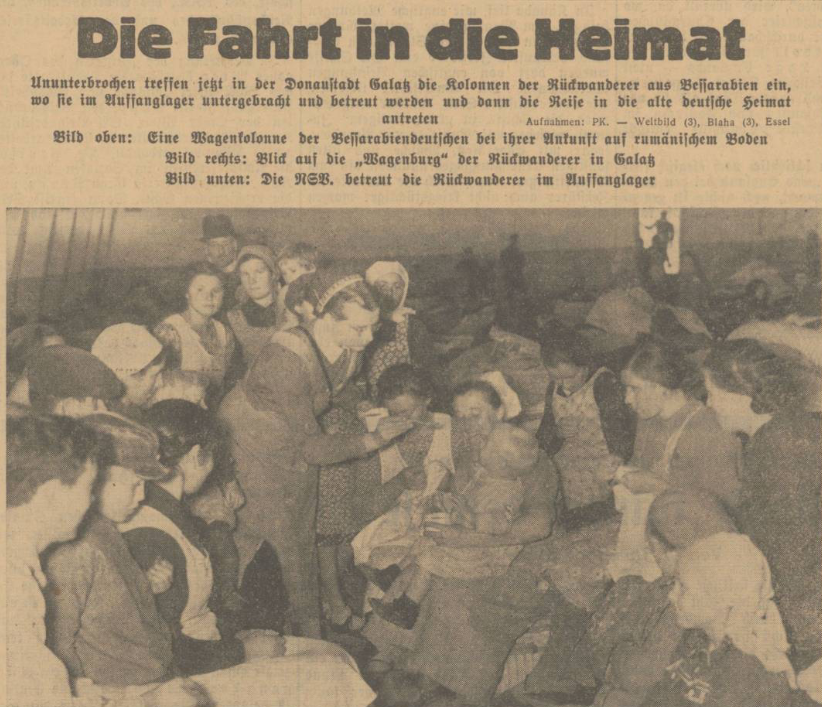 Die Fahrt in die Heimat
Ununterbrochen treffen jetzt in der Donaustadt Galatz die Kolonnen der Rückwanderer aus Bessarabien ein,
wo sie im Auffanglager untergebracht und betreut werden und dann die Reise in die alte deutsche Heimat
antreten
Aufnahmen: PK. — Weltbild (3), Blaha (3), Essel
Bild oben: Eine Wagenkolonne der Bessarabiendeutschen bei ihrer Ankunft auf rumänischem Boden
Bild rechts: Blick auf die „Wagenburg“ der Rückwanderer in Galatz
Bild unten: Die NSV. betreut die Rückwanderer im Auffanglager